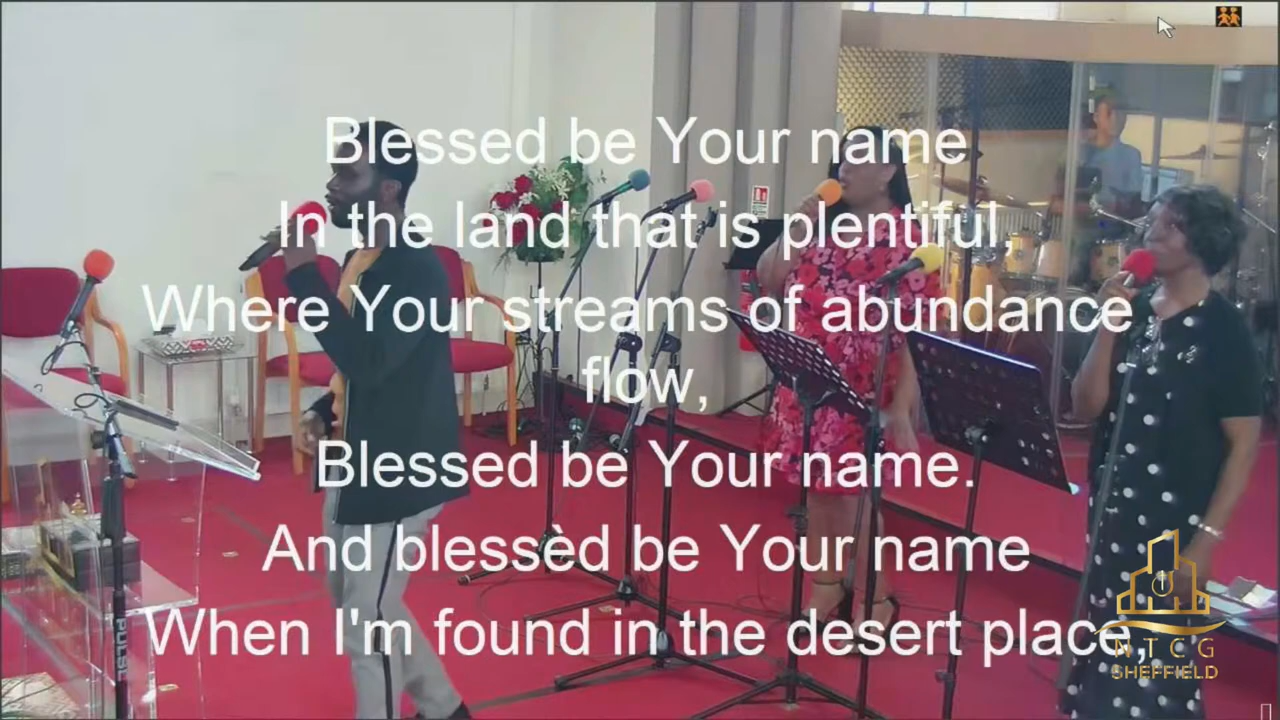 Blessed be Your name
In the land that is plentiful,
Where Your streams of abundance
flow,
Blessed be Your name.
And blessèd be Your name
When I'm found in the desert place,
NTCG
SHEFFIELD
PULSE